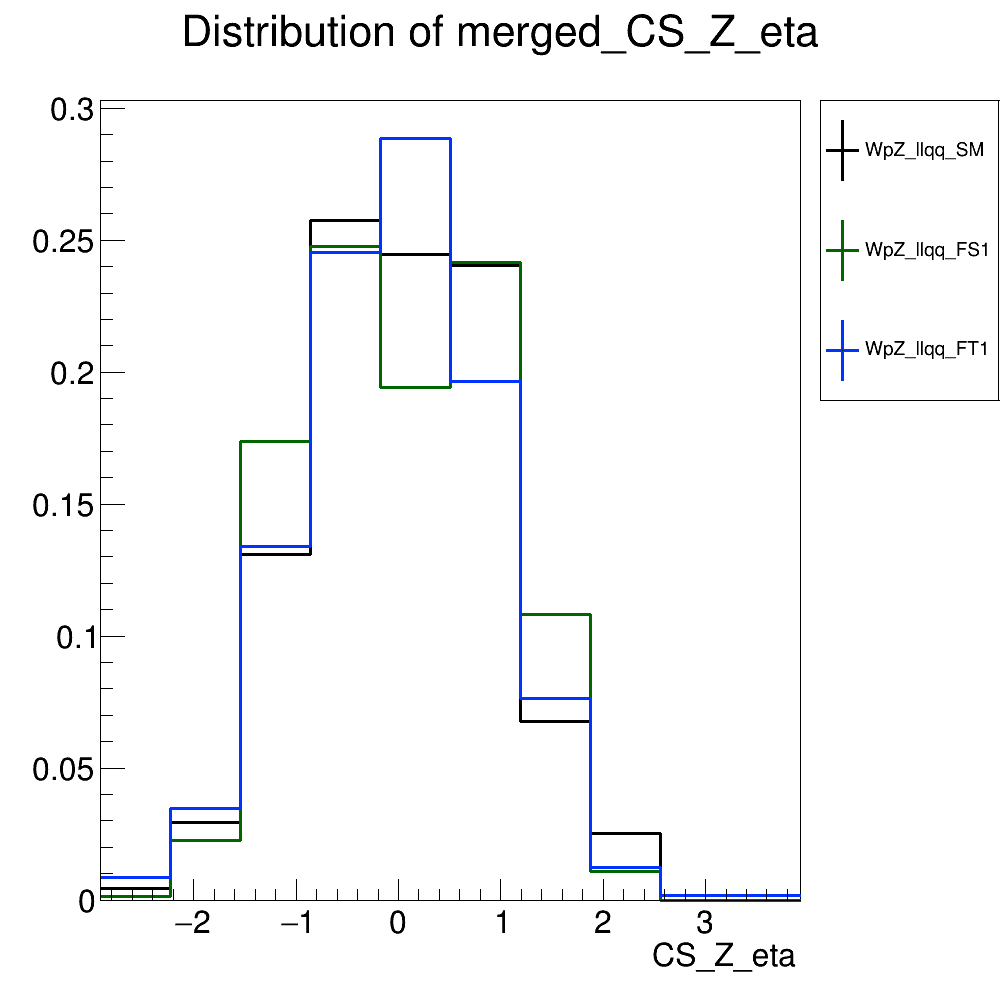 Distribution of merged_CS_Z_eta
0.3
0.25
0.2
0.15
0.1
0.05
0
−2 −1 0 1 2 3
CS_Z_eta
WpZ_llqq_SM
WpZ_llqq_FS1
WpZ_llqq_FT1